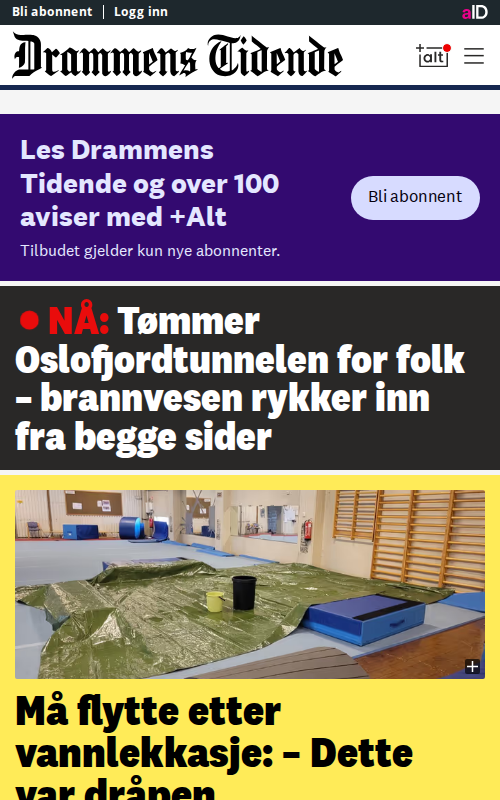 Bli abonnent | Logg inn
aID
Drammens Tidende
+alt
Les Drammens
Tidende og over 100
aviser med +Alt
Bli abonnent
Tilbudet gjelder kun nye abonnenter.
NÅ: Tømmer
Oslofjordtunnelen for folk
– brannvesen rykker inn
fra begge sider
Må flytte etter
vannlekkasje: – Dette
var dråpen